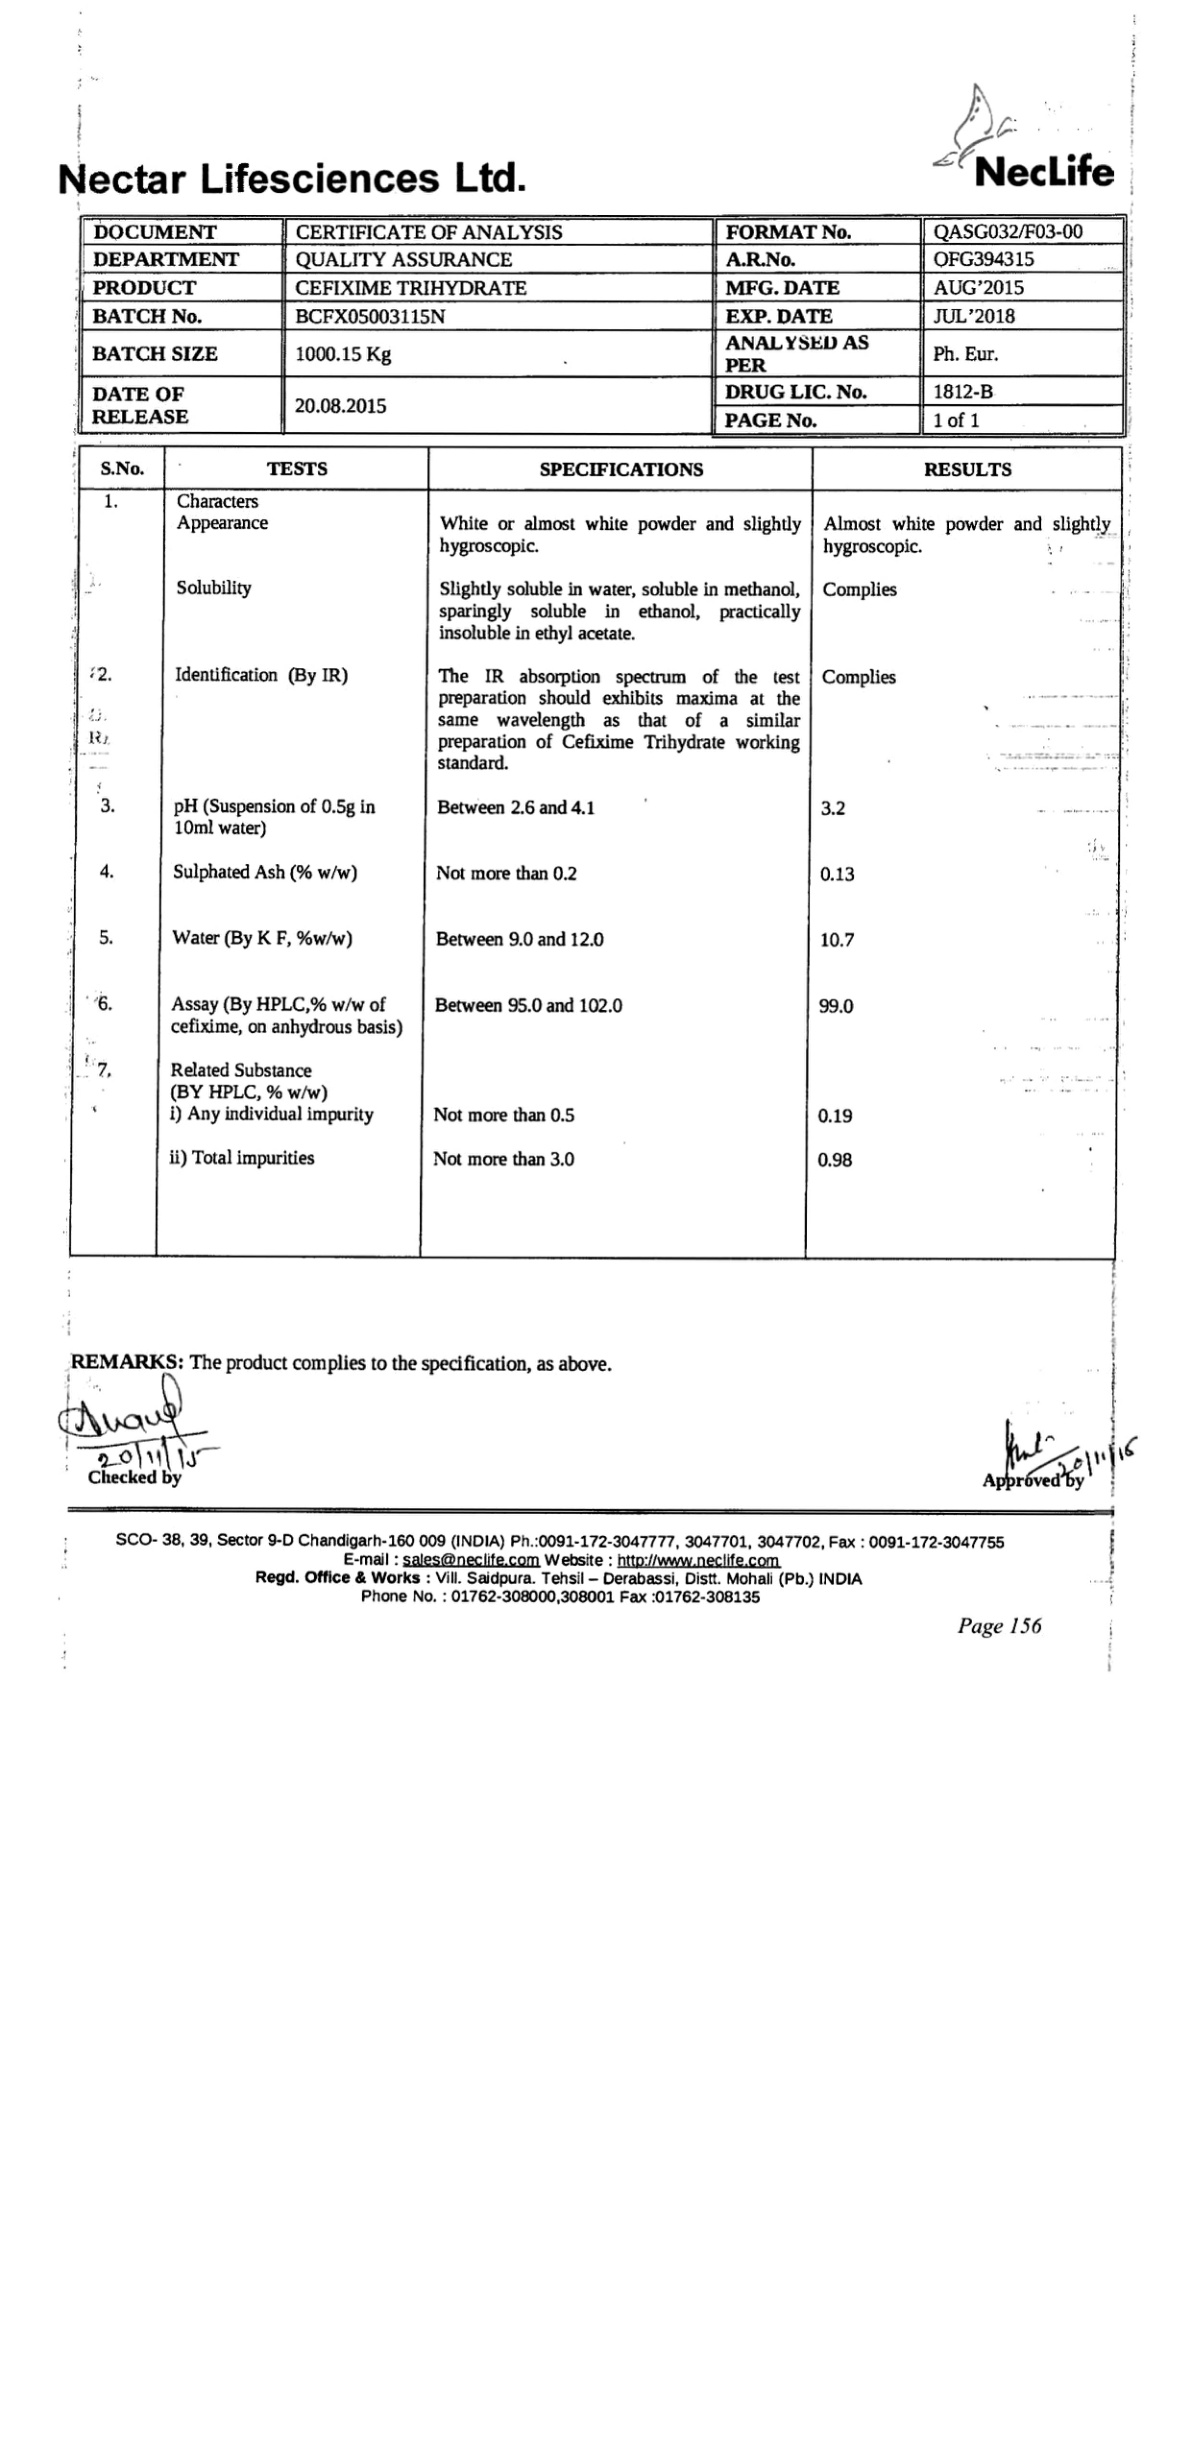 NecLife
Nectar Lifesciences Ltd.
DOCUMENT CERTIFICATE OF ANALYSIS FORMAT No. QASG032/F03-00
DEPARTMENT QUALITY ASSURANCE A.R.No. OFG394315
PRODUCT CEFIXIME TRIHYDRATE MFG. DATE AUG'2015
BATCH No. BCFX05003115N EXP. DATE JUL'2018
BATCH SIZE 1000.15 Kg ANALYSED AS PER Ph. Eur.
DATE OF RELEASE 20.08.2015 DRUG LIC. No. 1812-B
PAGE No. 1 of 1
S.No. TESTS SPECIFICATIONS RESULTS
1. Characters
Appearance White or almost white powder and slightly Almost white powder and slightly
hygroscopic. hygroscopic.
Solubility Slightly soluble in water, soluble in methanol, Complies
sparingly soluble in ethanol, practically
insoluble in ethyl acetate.
2. Identification (By IR) The IR absorption spectrum of the test Complies
preparation should exhibits maxima at the
same wavelength as that of a similar
preparation of Cefixime Trihydrate working
standard.
3. pH (Suspension of 0.5g in Between 2.6 and 4.1 3.2
10ml water)
4. Sulphated Ash (% w/w) Not more than 0.2 0.13
5. Water (By K F, %w/w) Between 9.0 and 12.0 10.7
6. Assay (By HPLC,% w/w of Between 95.0 and 102.0 99.0
cefixime, on anhydrous basis)
7. Related Substance
(BY HPLC, % w/w)
i) Any individual impurity Not more than 0.5 0.19
ii) Total impurities Not more than 3.0 0.98
REMARKS: The product complies to the specification, as above.
20/11/15 20/11/15
Checked by Approved by
SCO- 38, 39, Sector 9-D Chandigarh-160 009 (INDIA) Ph.:0091-172-3047777, 3047701, 3047702, Fax : 0091-172-3047755
E-mail : sales@neclife.com Website : http://www.neclife.com
Regd. Office & Works : Vill. Saidpura. Tehsil – Derabassi, Distt. Mohali (Pb.) INDIA
Phone No. : 01762-308000,308001 Fax :01762-308135
Page 156